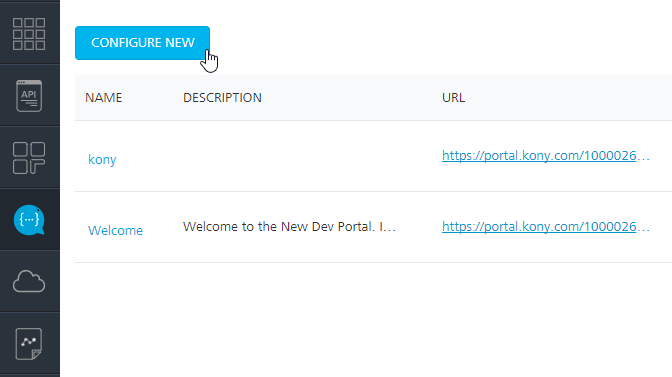 CONFIGURE NEW
NAME DESCRIPTION URL
API
kony https://portal.kony.com/1000026...
{...}
Welcome Welcome to the New Dev Portal. I... https://portal.kony.com/1000026...